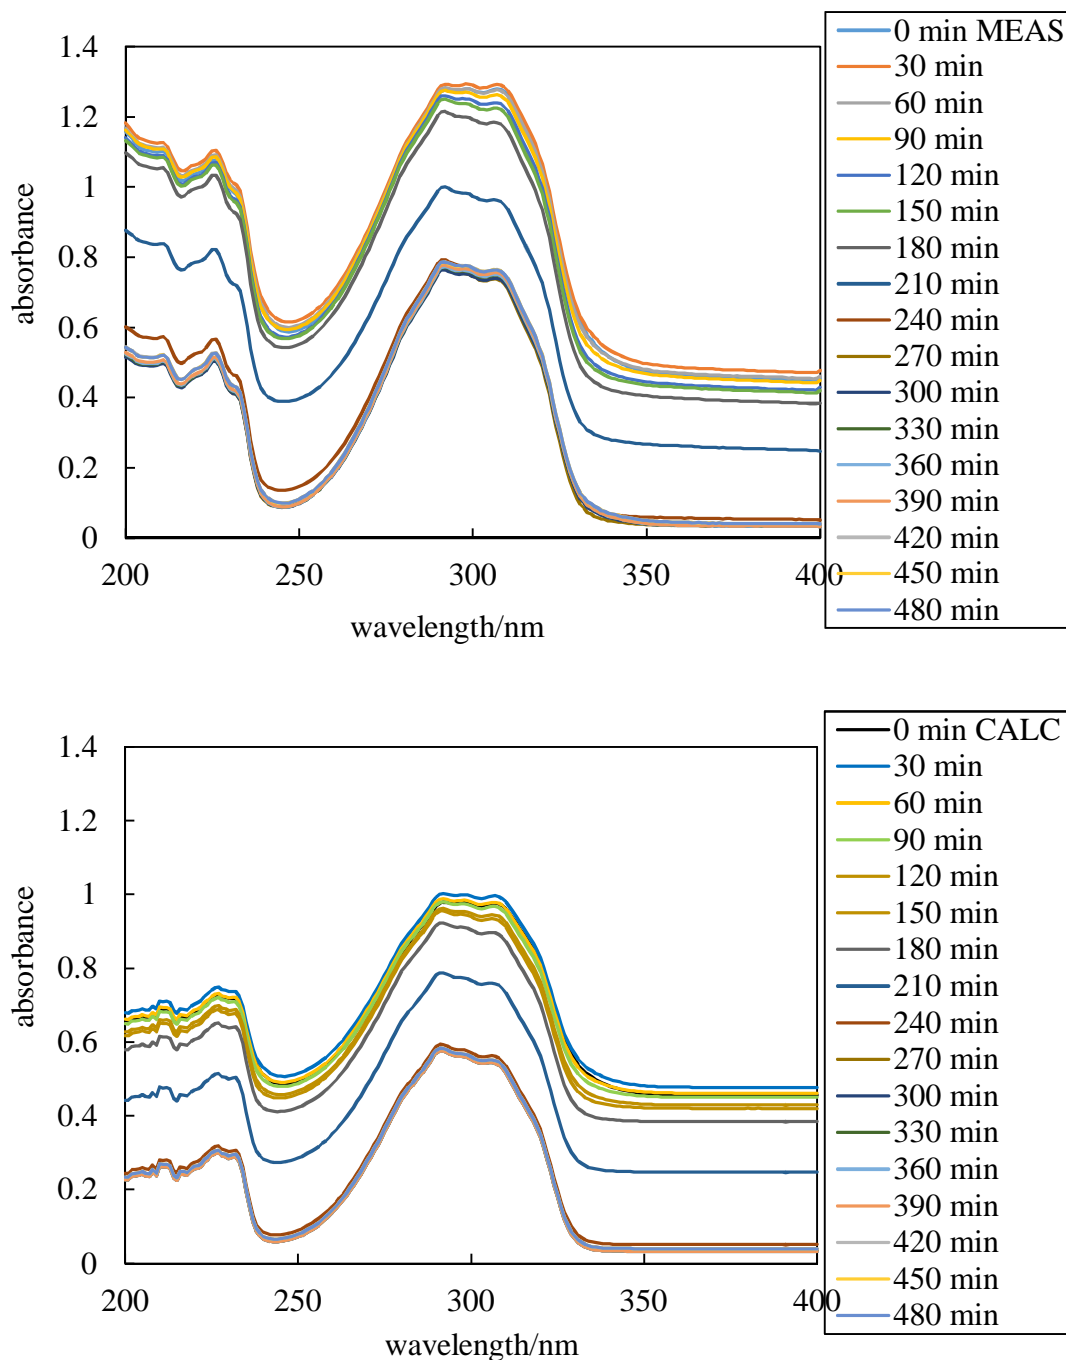 0 min MEAS
30 min
60 min
90 min
120 min
150 min
180 min
210 min
240 min
270 min
300 min
330 min
360 min
390 min
420 min
450 min
480 min
1.4
1.2
1
0.8
0.6
0.4
0.2
0
absorbance
200 250 300 350 400
wavelength/nm
0 min CALC
30 min
60 min
90 min
120 min
150 min
180 min
210 min
240 min
270 min
300 min
330 min
360 min
390 min
420 min
450 min
480 min
1.4
1.2
1
0.8
0.6
0.4
0.2
0
absorbance
200 250 300 350 400
wavelength/nm